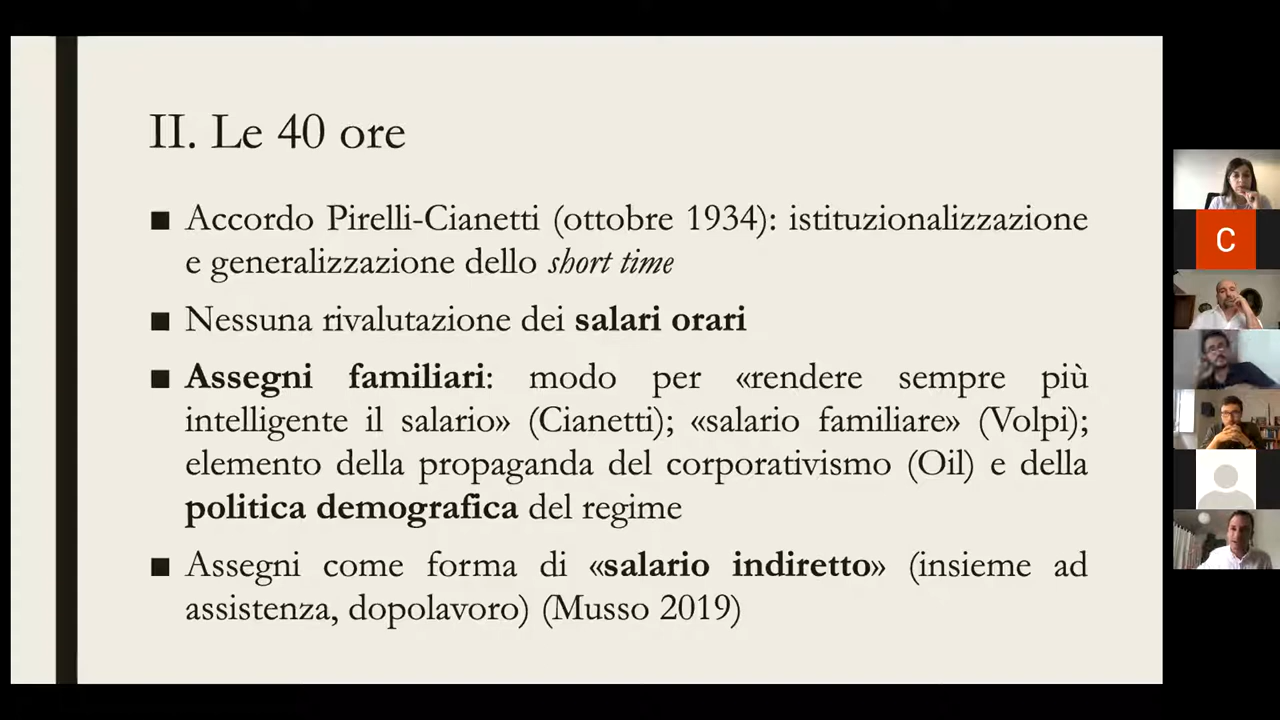 II. Le 40 ore
■ Accordo Pirelli-Cianetti (ottobre 1934): istituzionalizzazione
e generalizzazione dello short time
■ Nessuna rivalutazione dei salari orari
■ Assegni familiari: modo per «rendere sempre più
intelligente il salario» (Cianetti); «salario familiare» (Volpi);
elemento della propaganda del corporativismo (Oil) e della
politica demografica del regime
■ Assegni come forma di «salario indiretto» (insieme ad
assistenza, dopolavoro) (Musso 2019)
C